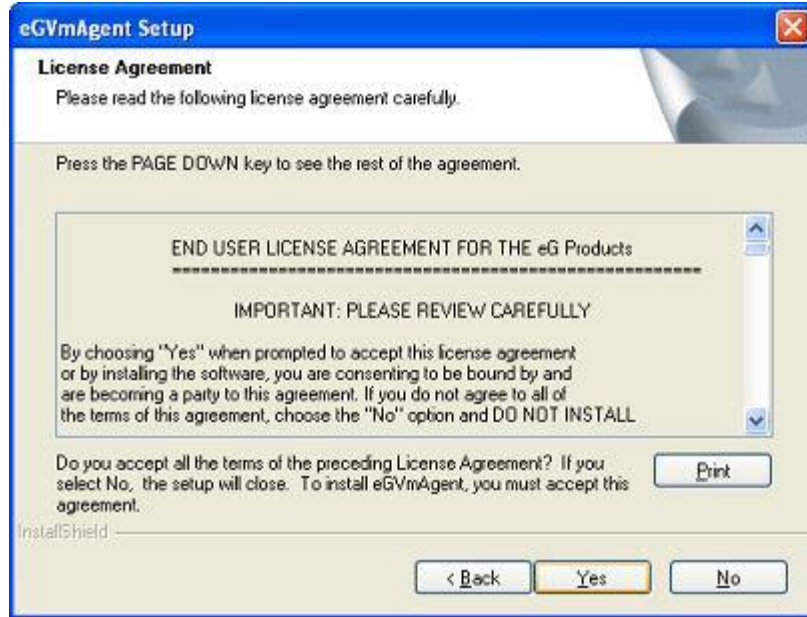 eGVmAgent Setup
License Agreement
Please read the following license agreement carefully.
Press the PAGE DOWN key to see the rest of the agreement.
END USER LICENSE AGREEMENT FOR THE eG Products
=======================================================
IMPORTANT: PLEASE REVIEW CAREFULLY
By choosing "Yes" when prompted to accept this license agreement
or by installing the software, you are consenting to be bound by and
are becoming a party to this agreement. If you do not agree to all of
the terms of this agreement, choose the "No" option and DO NOT INSTALL
Do you accept all the terms of the preceding License Agreement? If you
select No, the setup will close. To install eGVmAgent, you must accept this
agreement.
Print
InstallShield
< Back
Yes
No